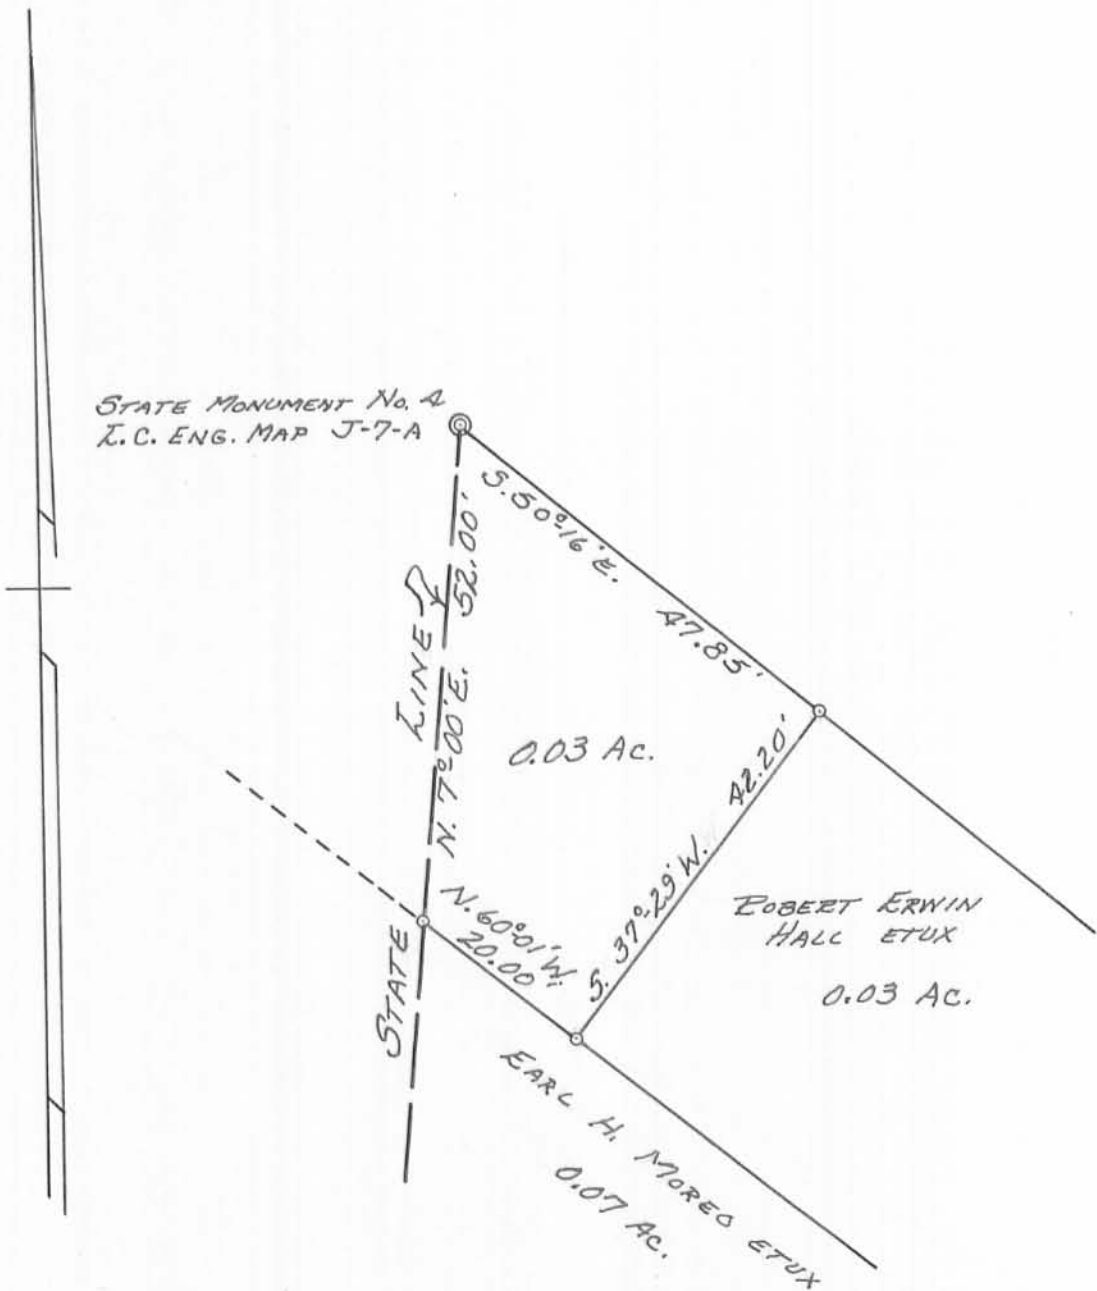 STATE MONUMENT NO. 4
L.C. ENG. MAP J-7-A
S. 50°-16' E. 47.85'
STATE LINE
N. 7°-00' E. 52.00'
0.03 AC.
S. 37°-29' W. 42.20'
N. 60°-01' W.
20.00'
ROBERT ERWIN
HALL ETUX
0.03 AC.
EARL H. MOREO ETUX
0.07 AC.